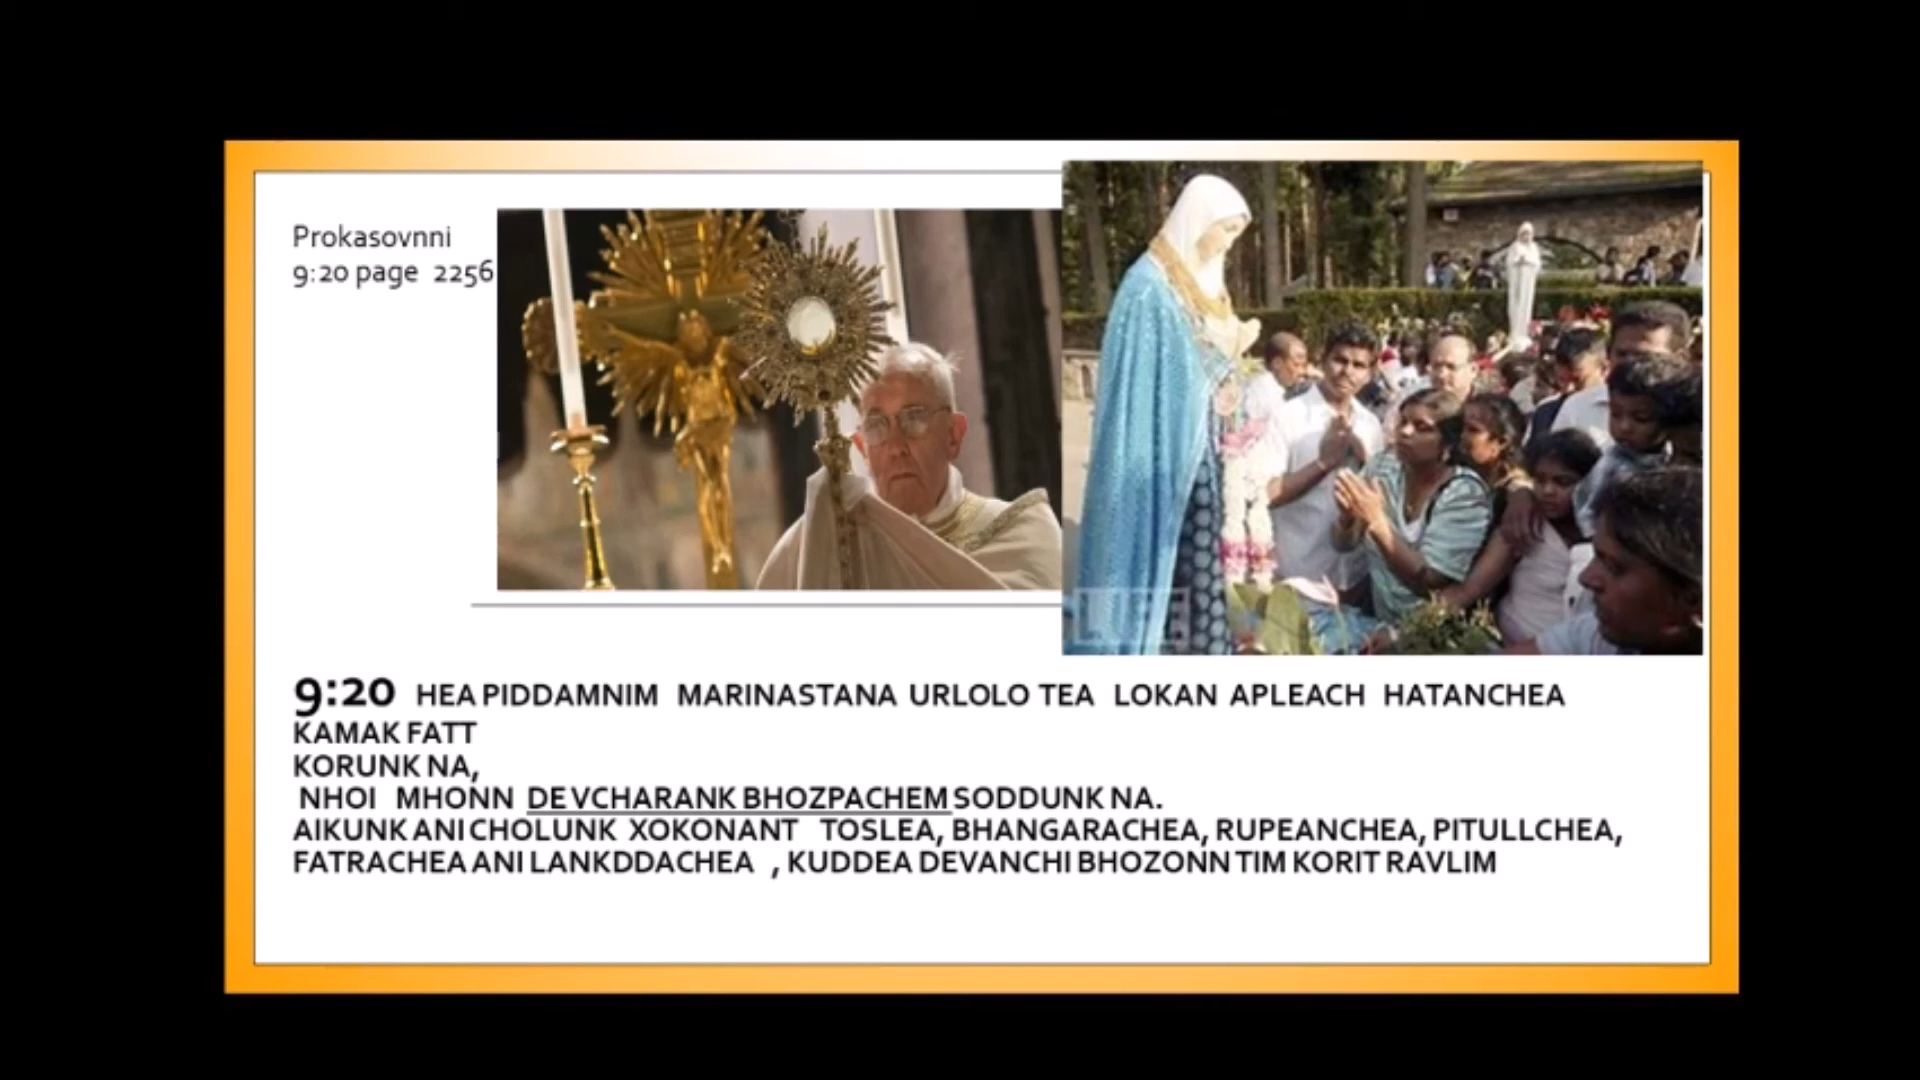 Prokasovnni
9:20 page 2256
9:20 HEA PIDDAMNIM MARINASTANA URLOLO TEA LOKAN APLEACH HATANCHEA
KAMAK FATT
KORUNK NA,
NHOI MHONN DEVCHARANK BHOZPACHEM SODDUNK NA.
AIKUNK ANI CHOLUNK XOKONANT TOSLEA, BHANGARACHEA, RUPEANCHEA, PITULLCHEA,
FATRACHEA ANI LANKDDACHEA , KUDDEA DEVANCHI BHOZONN TIM KORIT RAVLIM